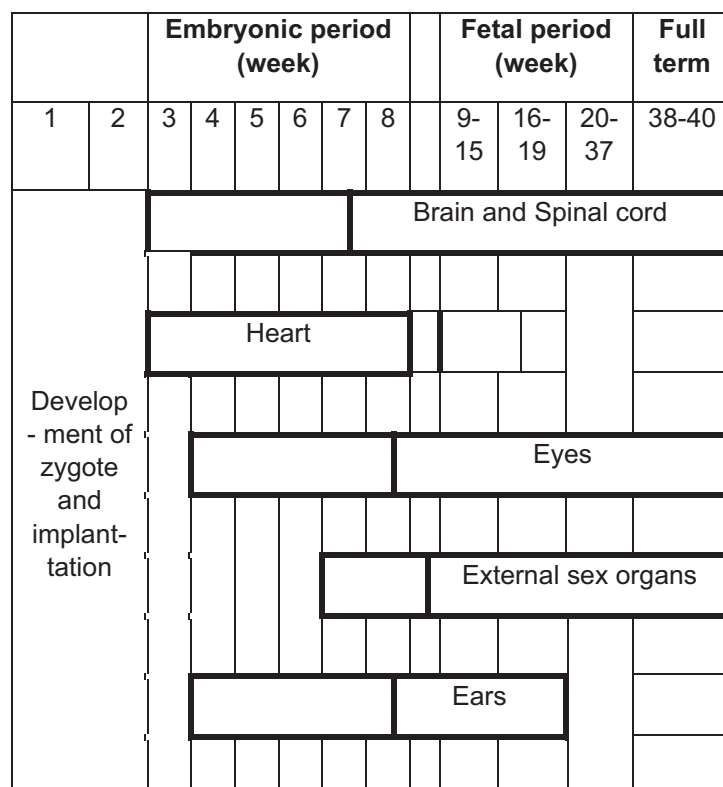 Embryonic period (week)
Fetal period (week)
Full term
1 2 3 4 5 6 7 8 9-15 16-19 20-37 38-40
Brain and Spinal cord
Heart
Develop
- ment of
zygote
and
implant-
tation
Eyes
External sex organs
Ears